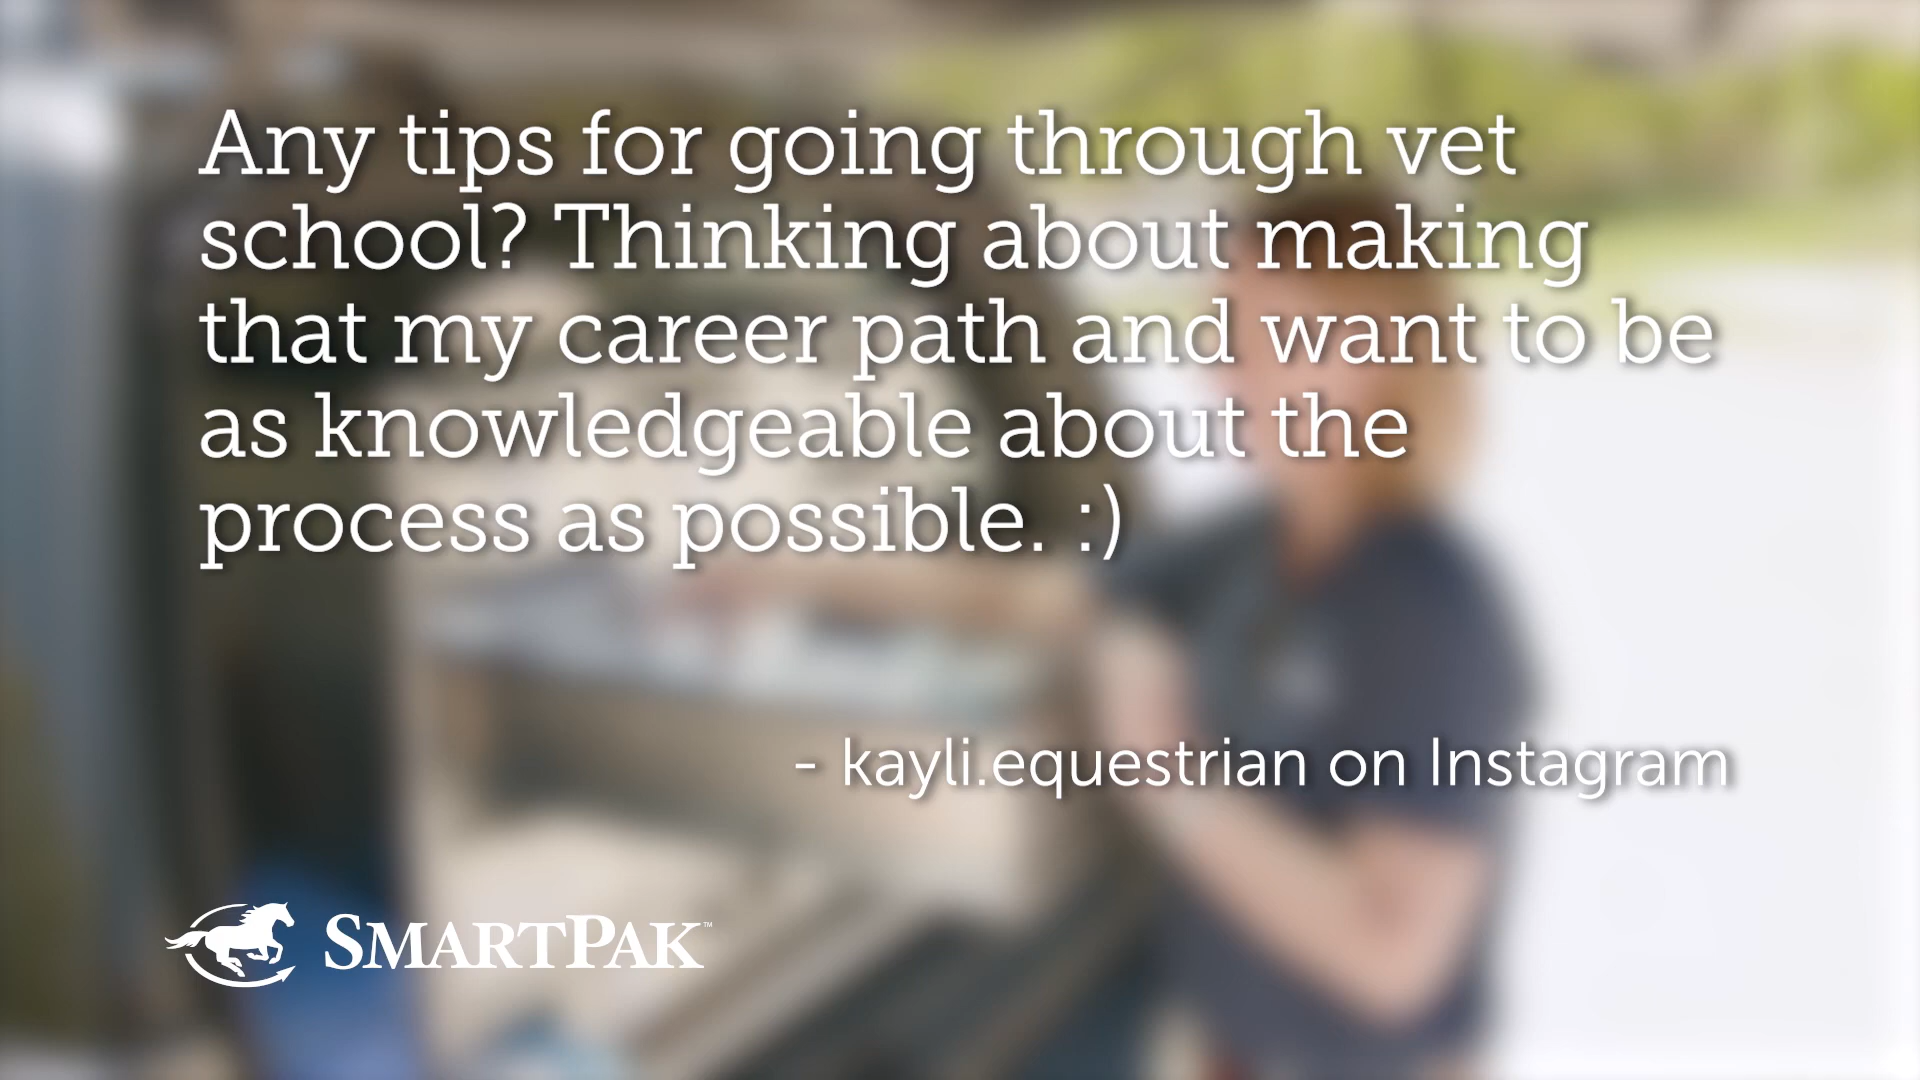 Any tips for going through vet
school? Thinking about making
that my career path and want to be
as knowledgeable about the
process as possible. :)
- kayli.equestrian on Instagram
SMARTPAK™